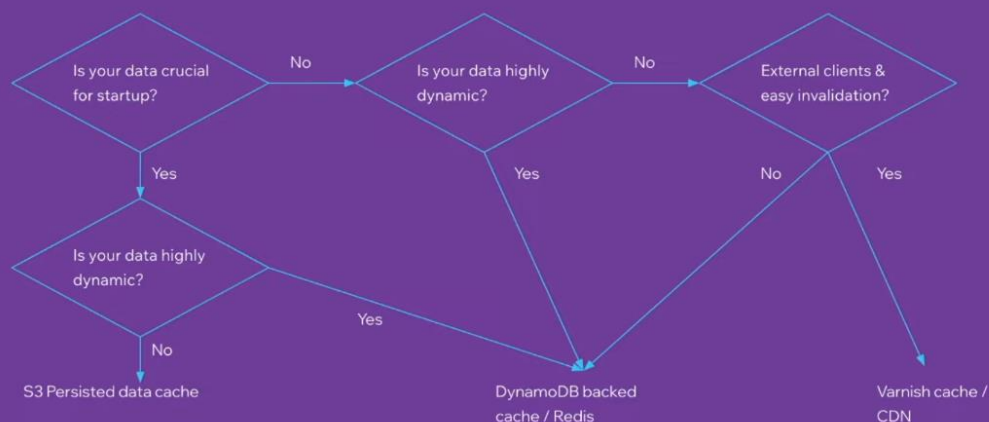 Is your data crucial
for startup?
No
Is your data highly
dynamic?
No
External clients &
easy invalidation?
Yes
Yes
No
Yes
Is your data highly
dynamic?
Yes
No
S3 Persisted data cache
DynamoDB backed
cache / Redis
Varnish cache /
CDN